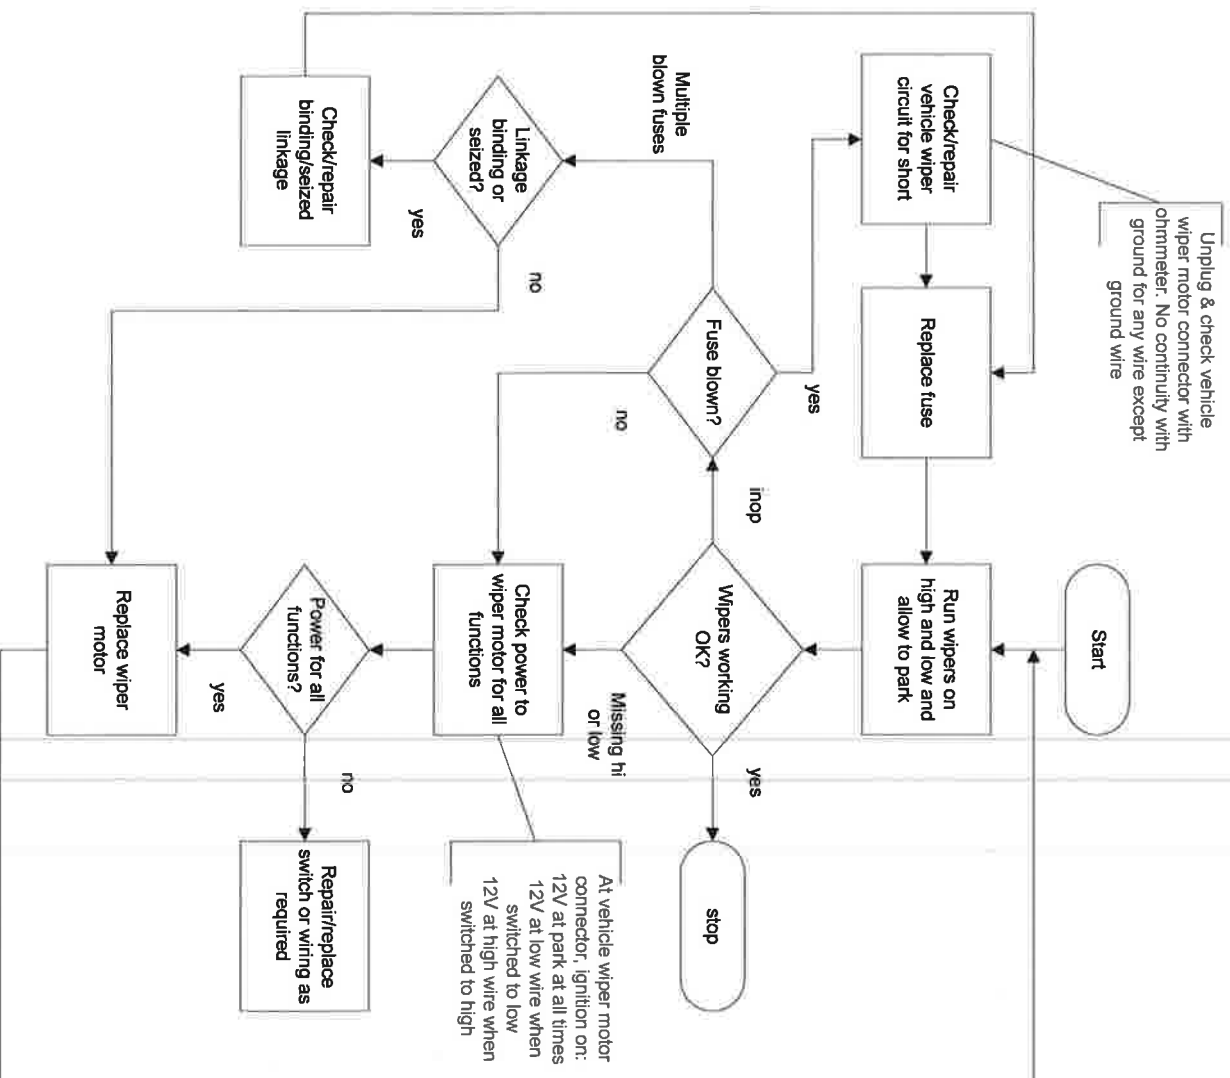 Start
Run wipers on
high and low and
allow to park
Replace fuse
Check/repair
vehicle wiper
circuit for short
Unplug & check vehicle
wiper motor connector with
ohmmeter. No continuity with
ground for any wire except
ground wire
Wipers working
OK?
yes
stop
inop
Fuse blown?
yes
no
Multiple
blown fuses
Linkage
binding or
seized?
yes
no
Check/repair
binding/seized
linkage
Missing hi
or low
Check power to
wiper motor for all
functions
At vehicle wiper motor
connector, ignition on:
12V at park at all times
12V at low wire when
switched to low
12V at high wire when
switched to high
Power for all
functions?
yes
no
Repair/replace
switch or wiring as
required
Replace wiper
motor